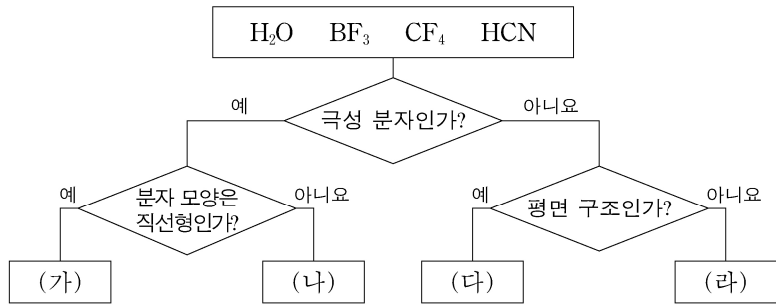 H₂O BF₃ CF₄ HCN
예
극성 분자인가?
아니요
예
분자 모양은
직선형인가?
아니요
예
평면 구조인가?
아니요
(가)
(나)
(다)
(라)